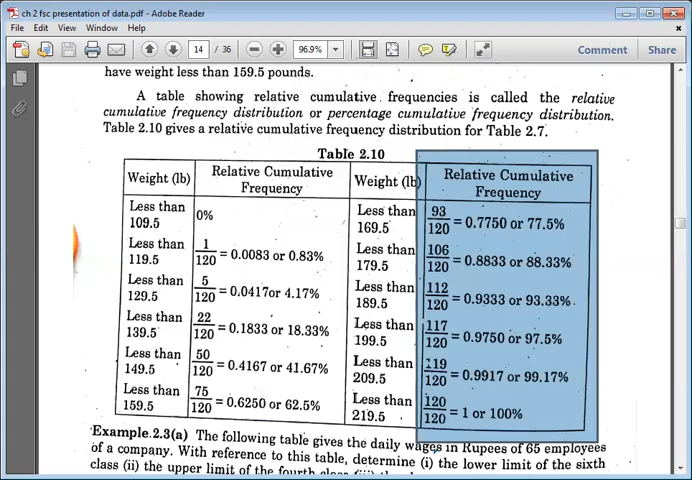 ch 2 fsc presentation of data.pdf - Adobe Reader
File Edit View Window Help
14 / 36 96.9% Comment Share
have weight less than 159.5 pounds.
A table showing relative cumulative frequencies is called the relative
cumulative frequency distribution or percentage cumulative frequency distribution.
Table 2.10 gives a relative cumulative frequency distribution for Table 2.7.
Table 2.10
Weight (lb) Relative Cumulative Frequency Weight (lb) Relative Cumulative Frequency
Less than 109.5 0% Less than 169.5 93/120 = 0.7750 or 77.5%
Less than 119.5 1/120 = 0.0083 or 0.83% Less than 179.5 106/120 = 0.8833 or 88.33%
Less than 129.5 5/120 = 0.0417or 4.17% Less than 189.5 112/120 = 0.9333 or 93.33%
Less than 139.5 22/120 = 0.1833 or 18.33% Less than 199.5 117/120 = 0.9750 or 97.5%
Less than 149.5 50/120 = 0.4167 or 41.67% Less than 209.5 119/120 = 0.9917 or 99.17%
Less than 159.5 75/120 = 0.6250 or 62.5% Less than 219.5 120/120 = 1 or 100%
Example.2.3(a) The following table gives the daily wages in Rupees of 65 employees
of a company. With reference to this table, determine (i) the lower limit of the sixth
class (ii) the upper limit of the fourth class (iii) the